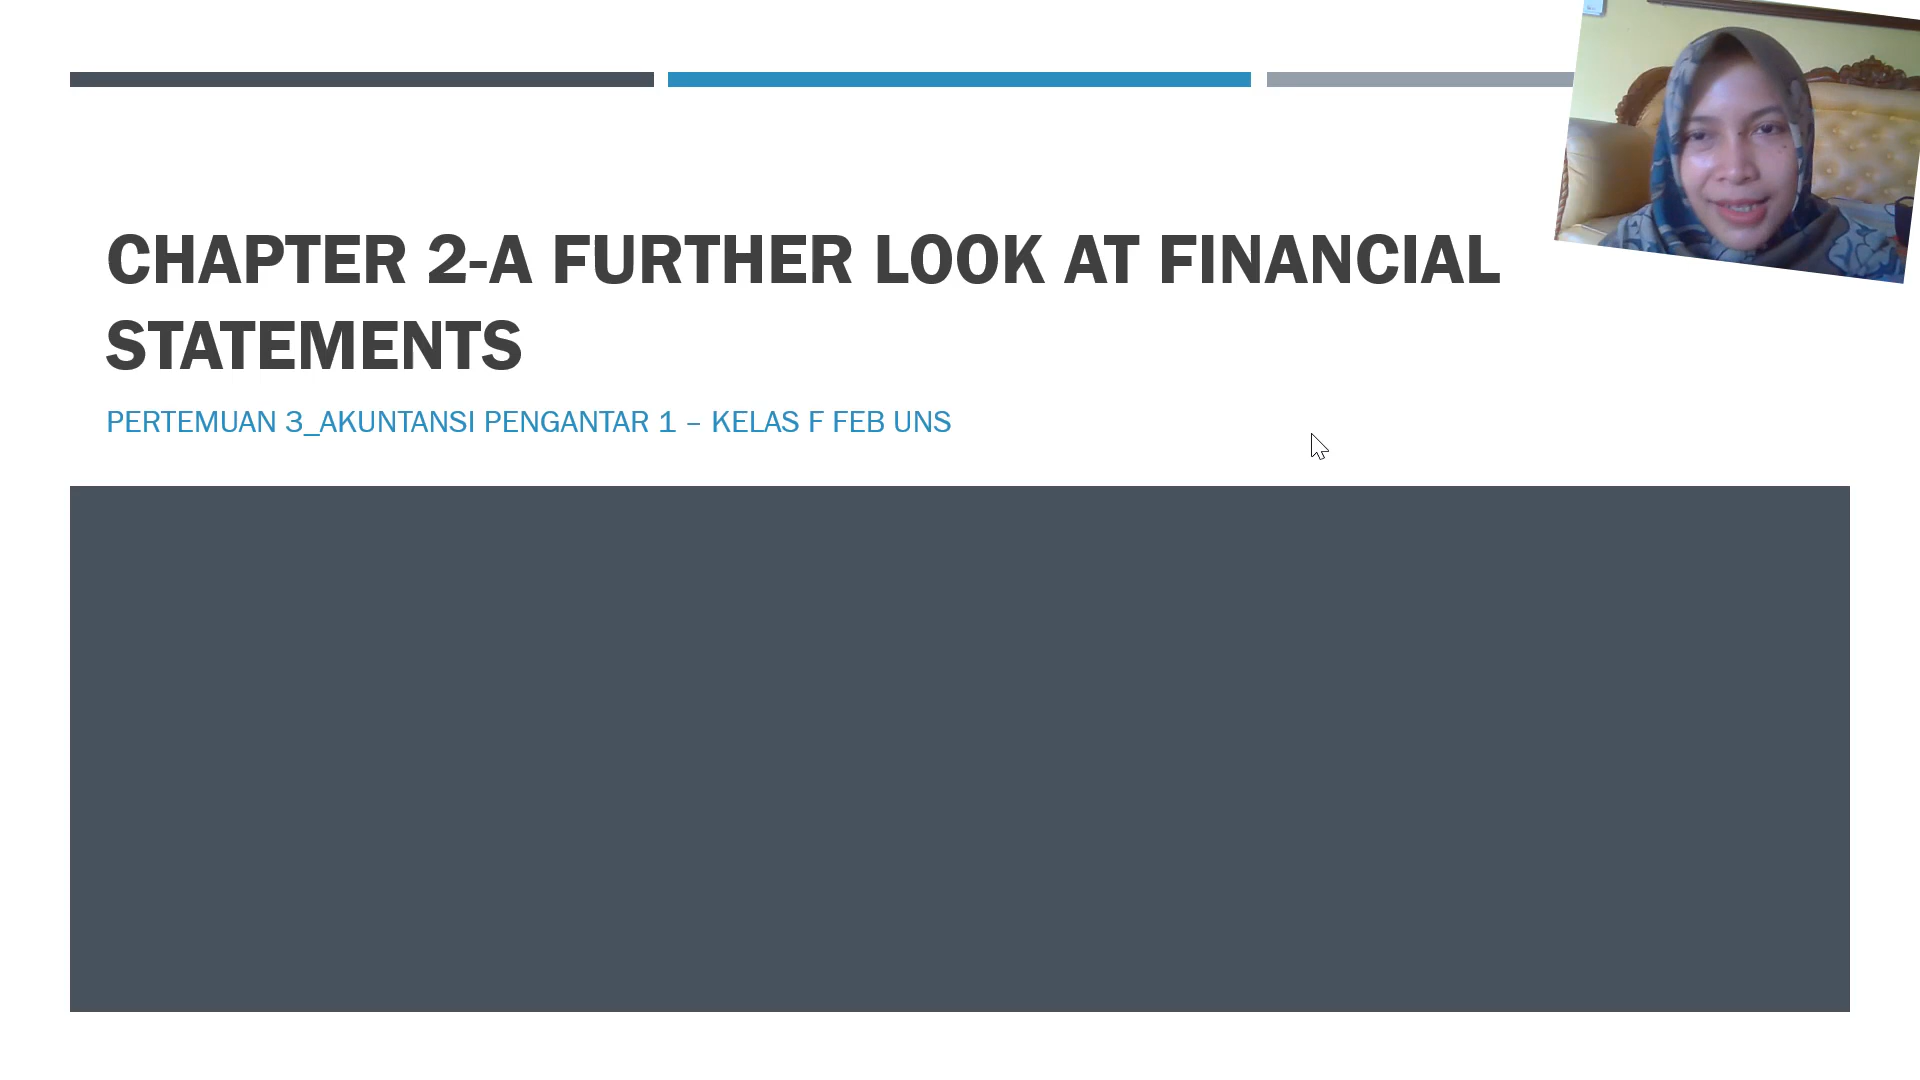 CHAPTER 2-A FURTHER LOOK AT FINANCIAL
STATEMENTS
PERTEMUAN 3_AKUNTANSI PENGANTAR 1 – KELAS F FEB UNS